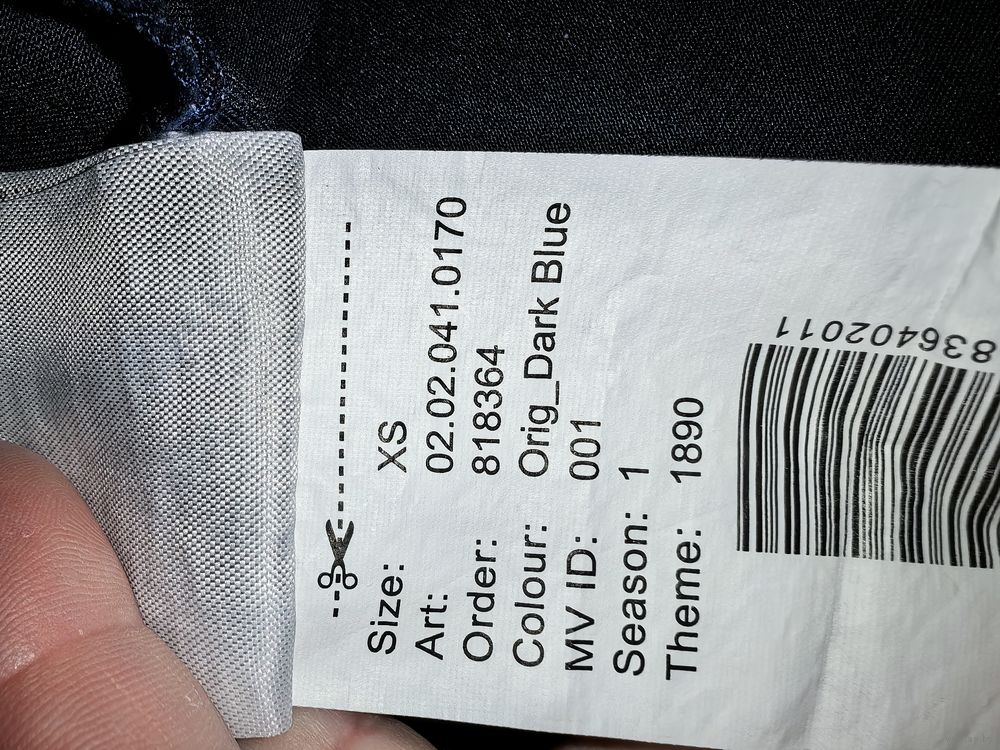 Size: XS
Art: 02.02.041.0170
Order: 818364
Colour: Orig_Dark Blue
MV ID: 001
Season: 1
Theme: 1890
836402011